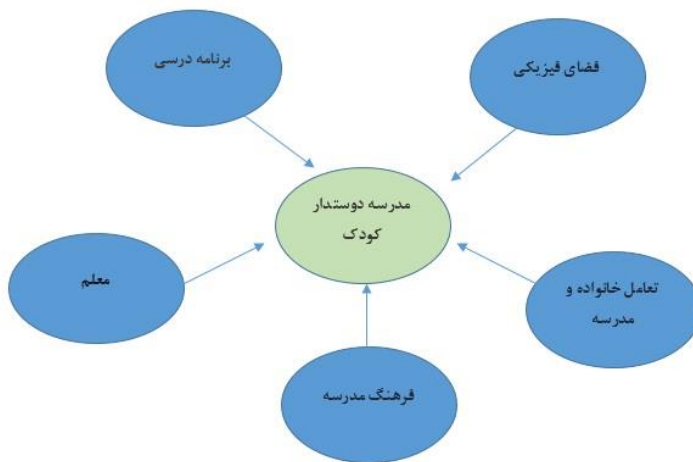 فضای فیزیکی
برنامه درسی
مدرسه دوستدار
کودک
تعامل خانواده و
مدرسه
معلم
فرهنگ مدرسه